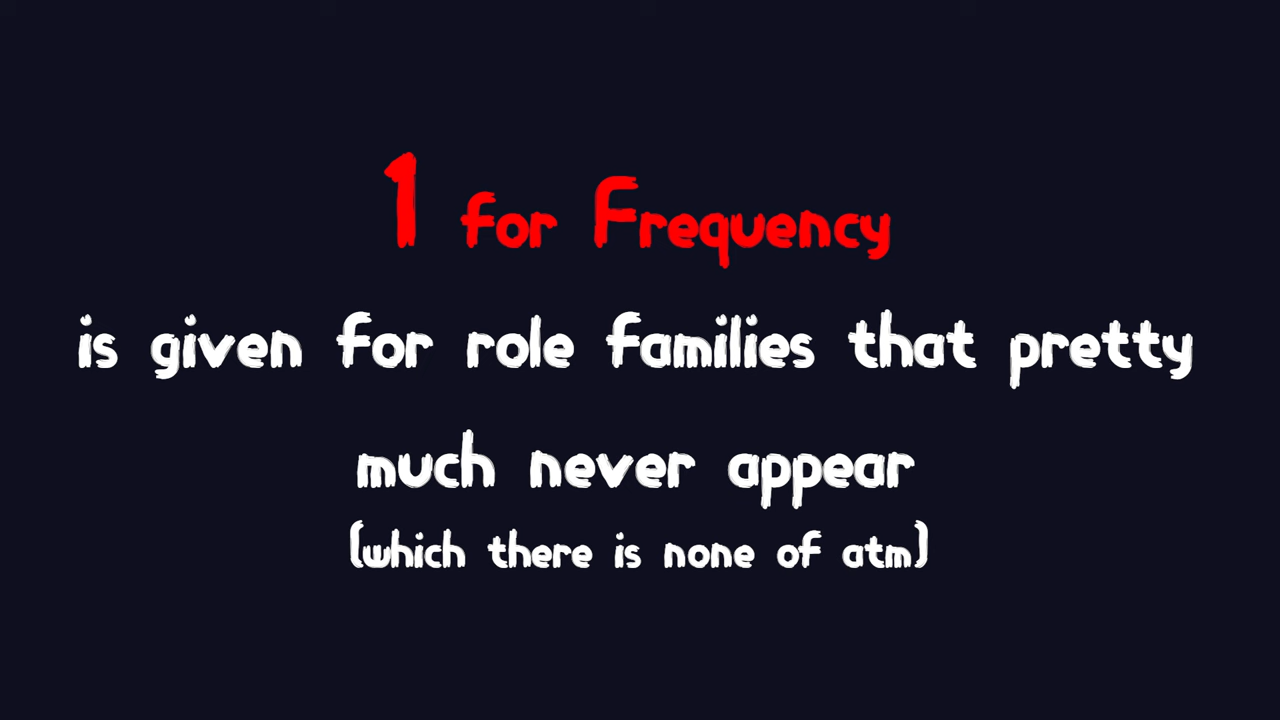 1 for Frequency
is given for role families that pretty
much never appear
(which there is none of atm)